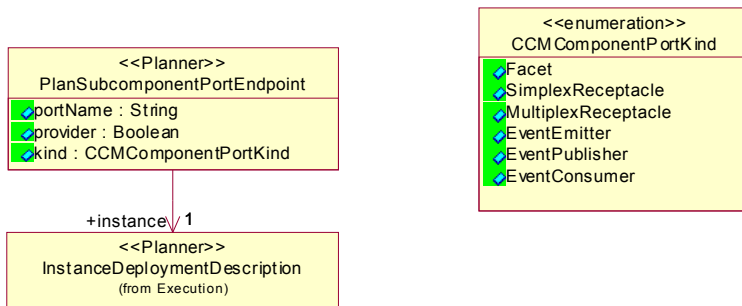 <<Planner>>
PlanSubcomponentPortEndpoint
portName : String
provider : Boolean
kind : CCMComponentPortKind
+instance 1
<<Planner>>
InstanceDeploymentDescription
(from Execution)
<<enumeration>>
CCMComponentPortKind
Facet
SimplexReceptacle
MultiplexReceptacle
EventEmitter
EventPublisher
EventConsumer